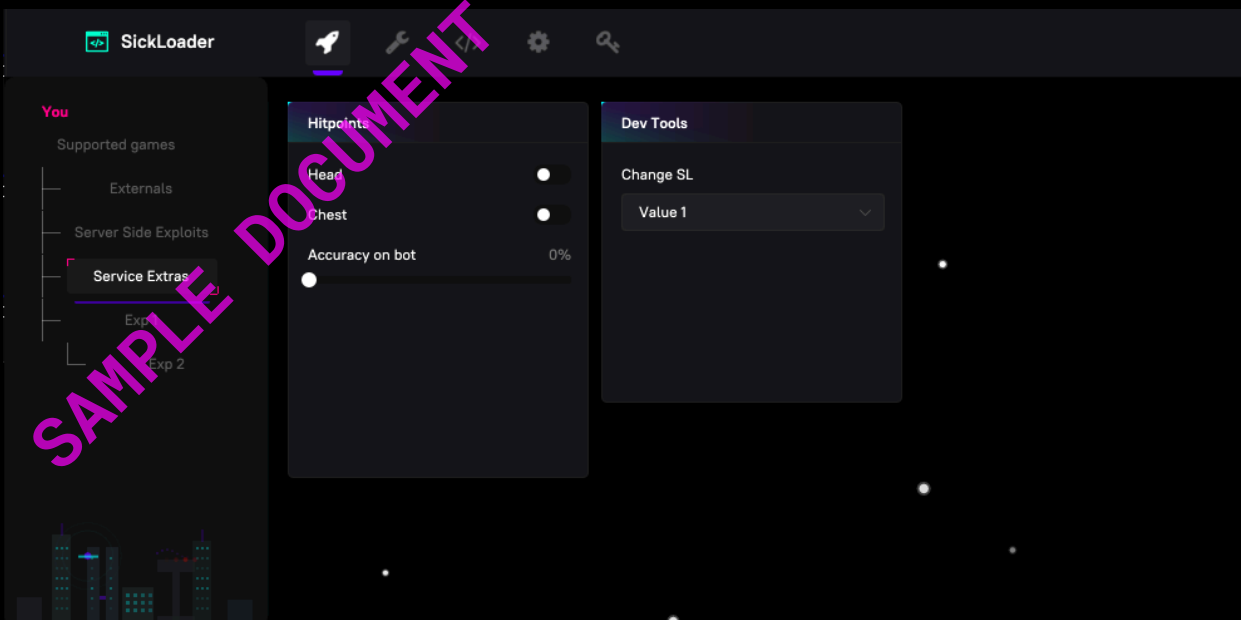 SickLoader
You
Supported games
Externals
Server Side Exploits
Service Extras
Exp 2
Hitpoints
Head
Chest
Accuracy on bot 0%
Dev Tools
Change SL
Value 1
SAMPLE DOCUMENT